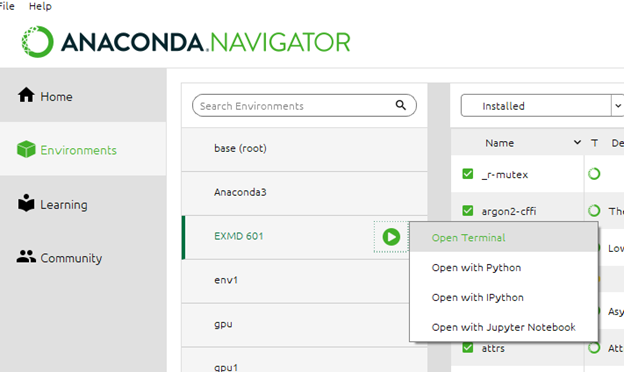 File Help
ANACONDA.NAVIGATOR
Home
Environments
Learning
Community
Search Environments
base (root)
Anaconda3
EXMD 601
env1
gpu
gpu1
Installed
Name T De
_r-mutex
argon2-cffi The
Open Terminal
Low
Open with Python
Open with IPython
Asy
Open with Jupyter Notebook
attrs Att